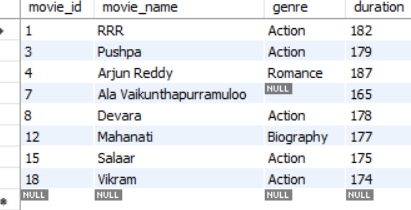 movie_id movie_name genre duration
1 RRR Action 182
3 Pushpa Action 179
4 Arjun Reddy Romance 187
7 Ala Vaikunthapurramuloo NULL 165
8 Devara Action 178
12 Mahanati Biography 177
15 Salaar Action 175
18 Vikram Action 174
NULL NULL NULL NULL